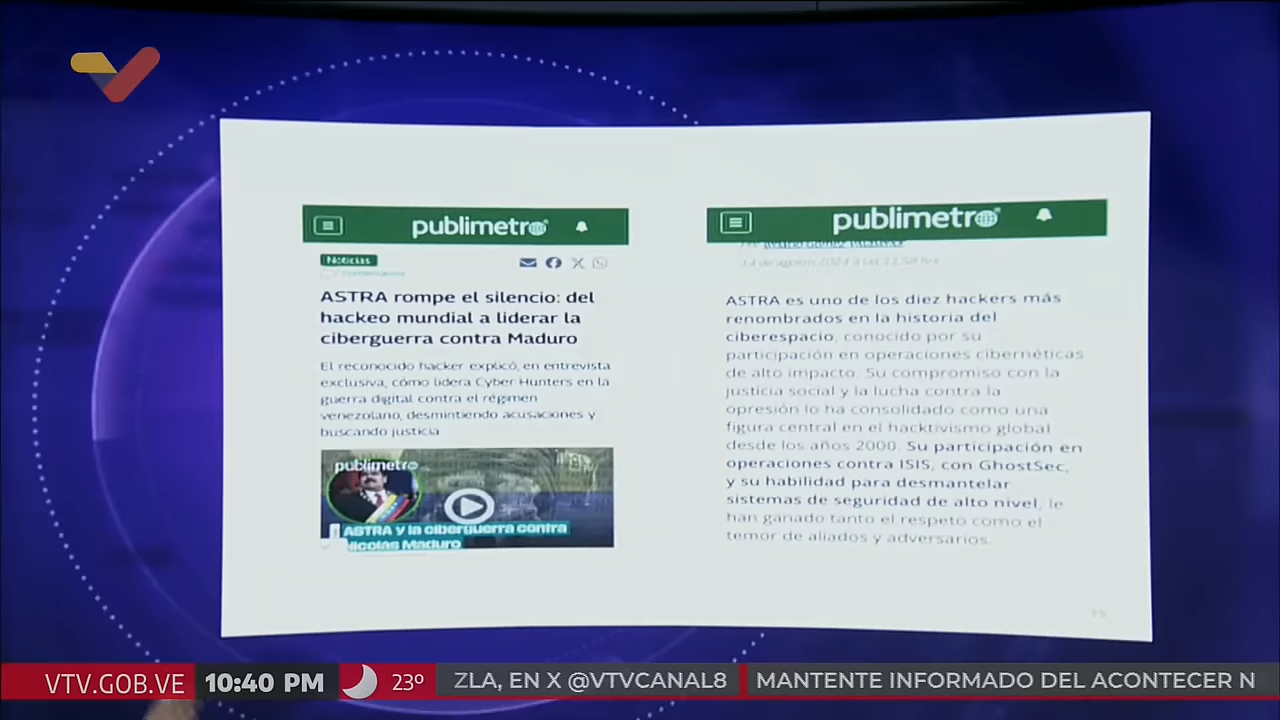 publimetro
Noticias
ASTRA rompe el silencio: del
hackeo mundial a liderar la
ciberguerra contra Maduro
El reconocido hacker explicó, en entrevista
exclusiva, cómo lidera Cyber Hunters en la
guerra digital contra el régimen
venezolano, desmintiendo acusaciones y
buscando justicia
publimetro
ASTRA y la ciberguerra contra
Nicolas Maduro
publimetro
14 de agosto 2024 a las 11:58 hrs
ASTRA es uno de los diez hackers más
renombrados en la historia del
ciberespacio, conocido por su
participación en operaciones cibernéticas
de alto impacto. Su compromiso con la
justicia social y la lucha contra la
opresión lo ha consolidado como una
figura central en el hacktivismo global
desde los años 2000. Su participación en
operaciones contra ISIS, con GhostSec,
y su habilidad para desmantelar
sistemas de seguridad de alto nivel, le
han ganado tanto el respeto como el
temor de aliados y adversarios.
VTV.GOB.VE 10:40 PM 23° ZLA, EN X @VTVCANAL8 MANTENTE INFORMADO DEL ACONTECER N